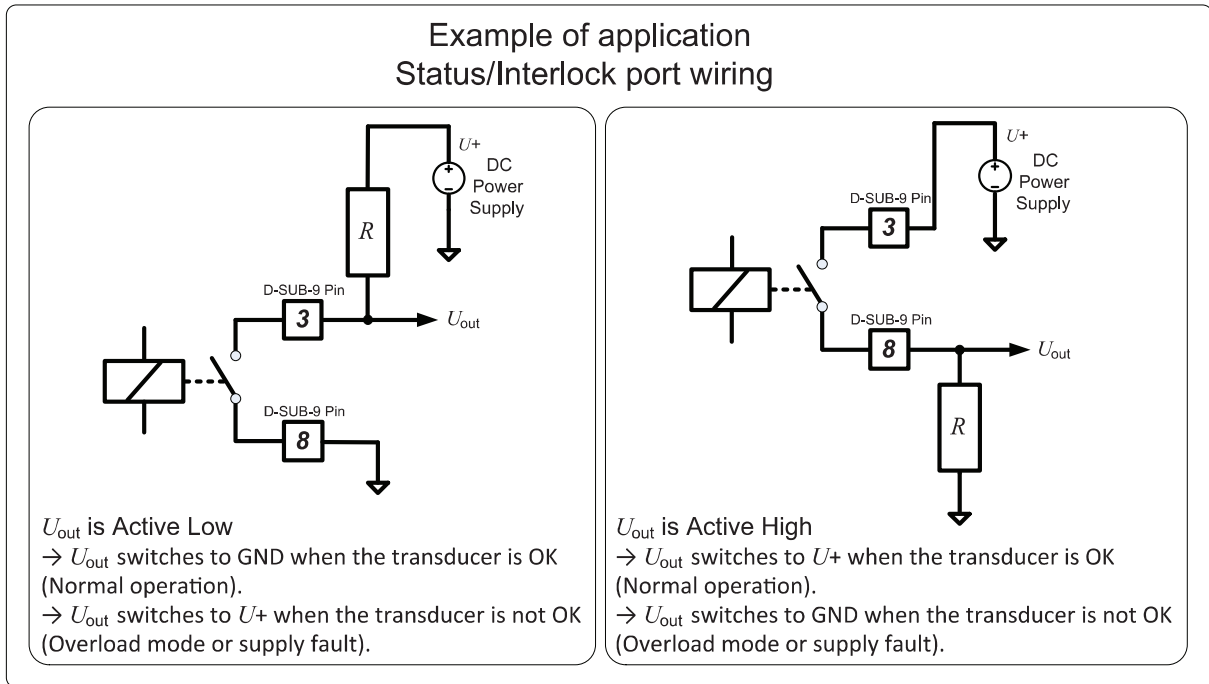 Example of application
Status/Interlock port wiring
U+
DC
Power
Supply
R
D-SUB-9 Pin
3
Uout
D-SUB-9 Pin
8
Uout is Active Low
→ Uout switches to GND when the transducer is OK
(Normal operation).
→ Uout switches to U+ when the transducer is not OK
(Overload mode or supply fault).
U+
DC
Power
Supply
D-SUB-9 Pin
3
D-SUB-9 Pin
8
Uout
R
Uout is Active High
→ Uout switches to U+ when the transducer is OK
(Normal operation).
→ Uout switches to GND when the transducer is not OK
(Overload mode or supply fault).